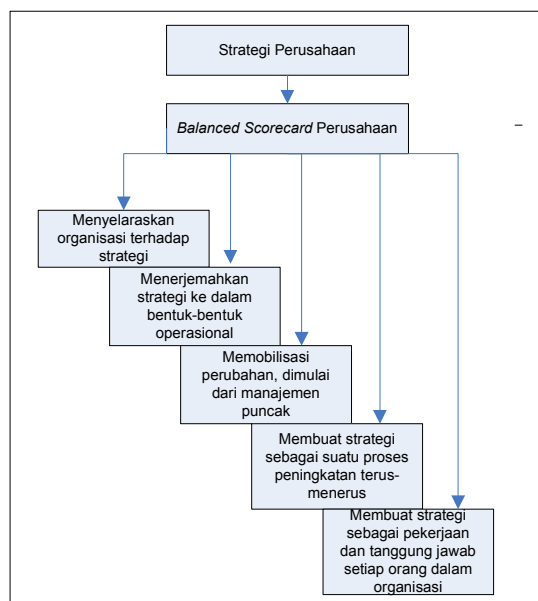 Strategi Perusahaan
Balanced Scorecard Perusahaan
–
Menyelaraskan
organisasi terhadap
strategi
Menerjemahkan
strategi ke dalam
bentuk-bentuk
operasional
Memobilisasi
perubahan, dimulai
dari manajemen
puncak
Membuat strategi
sebagai suatu proses
peningkatan terus-
menerus
Membuat strategi
sebagai pekerjaan
dan tanggung jawab
setiap orang dalam
organisasi